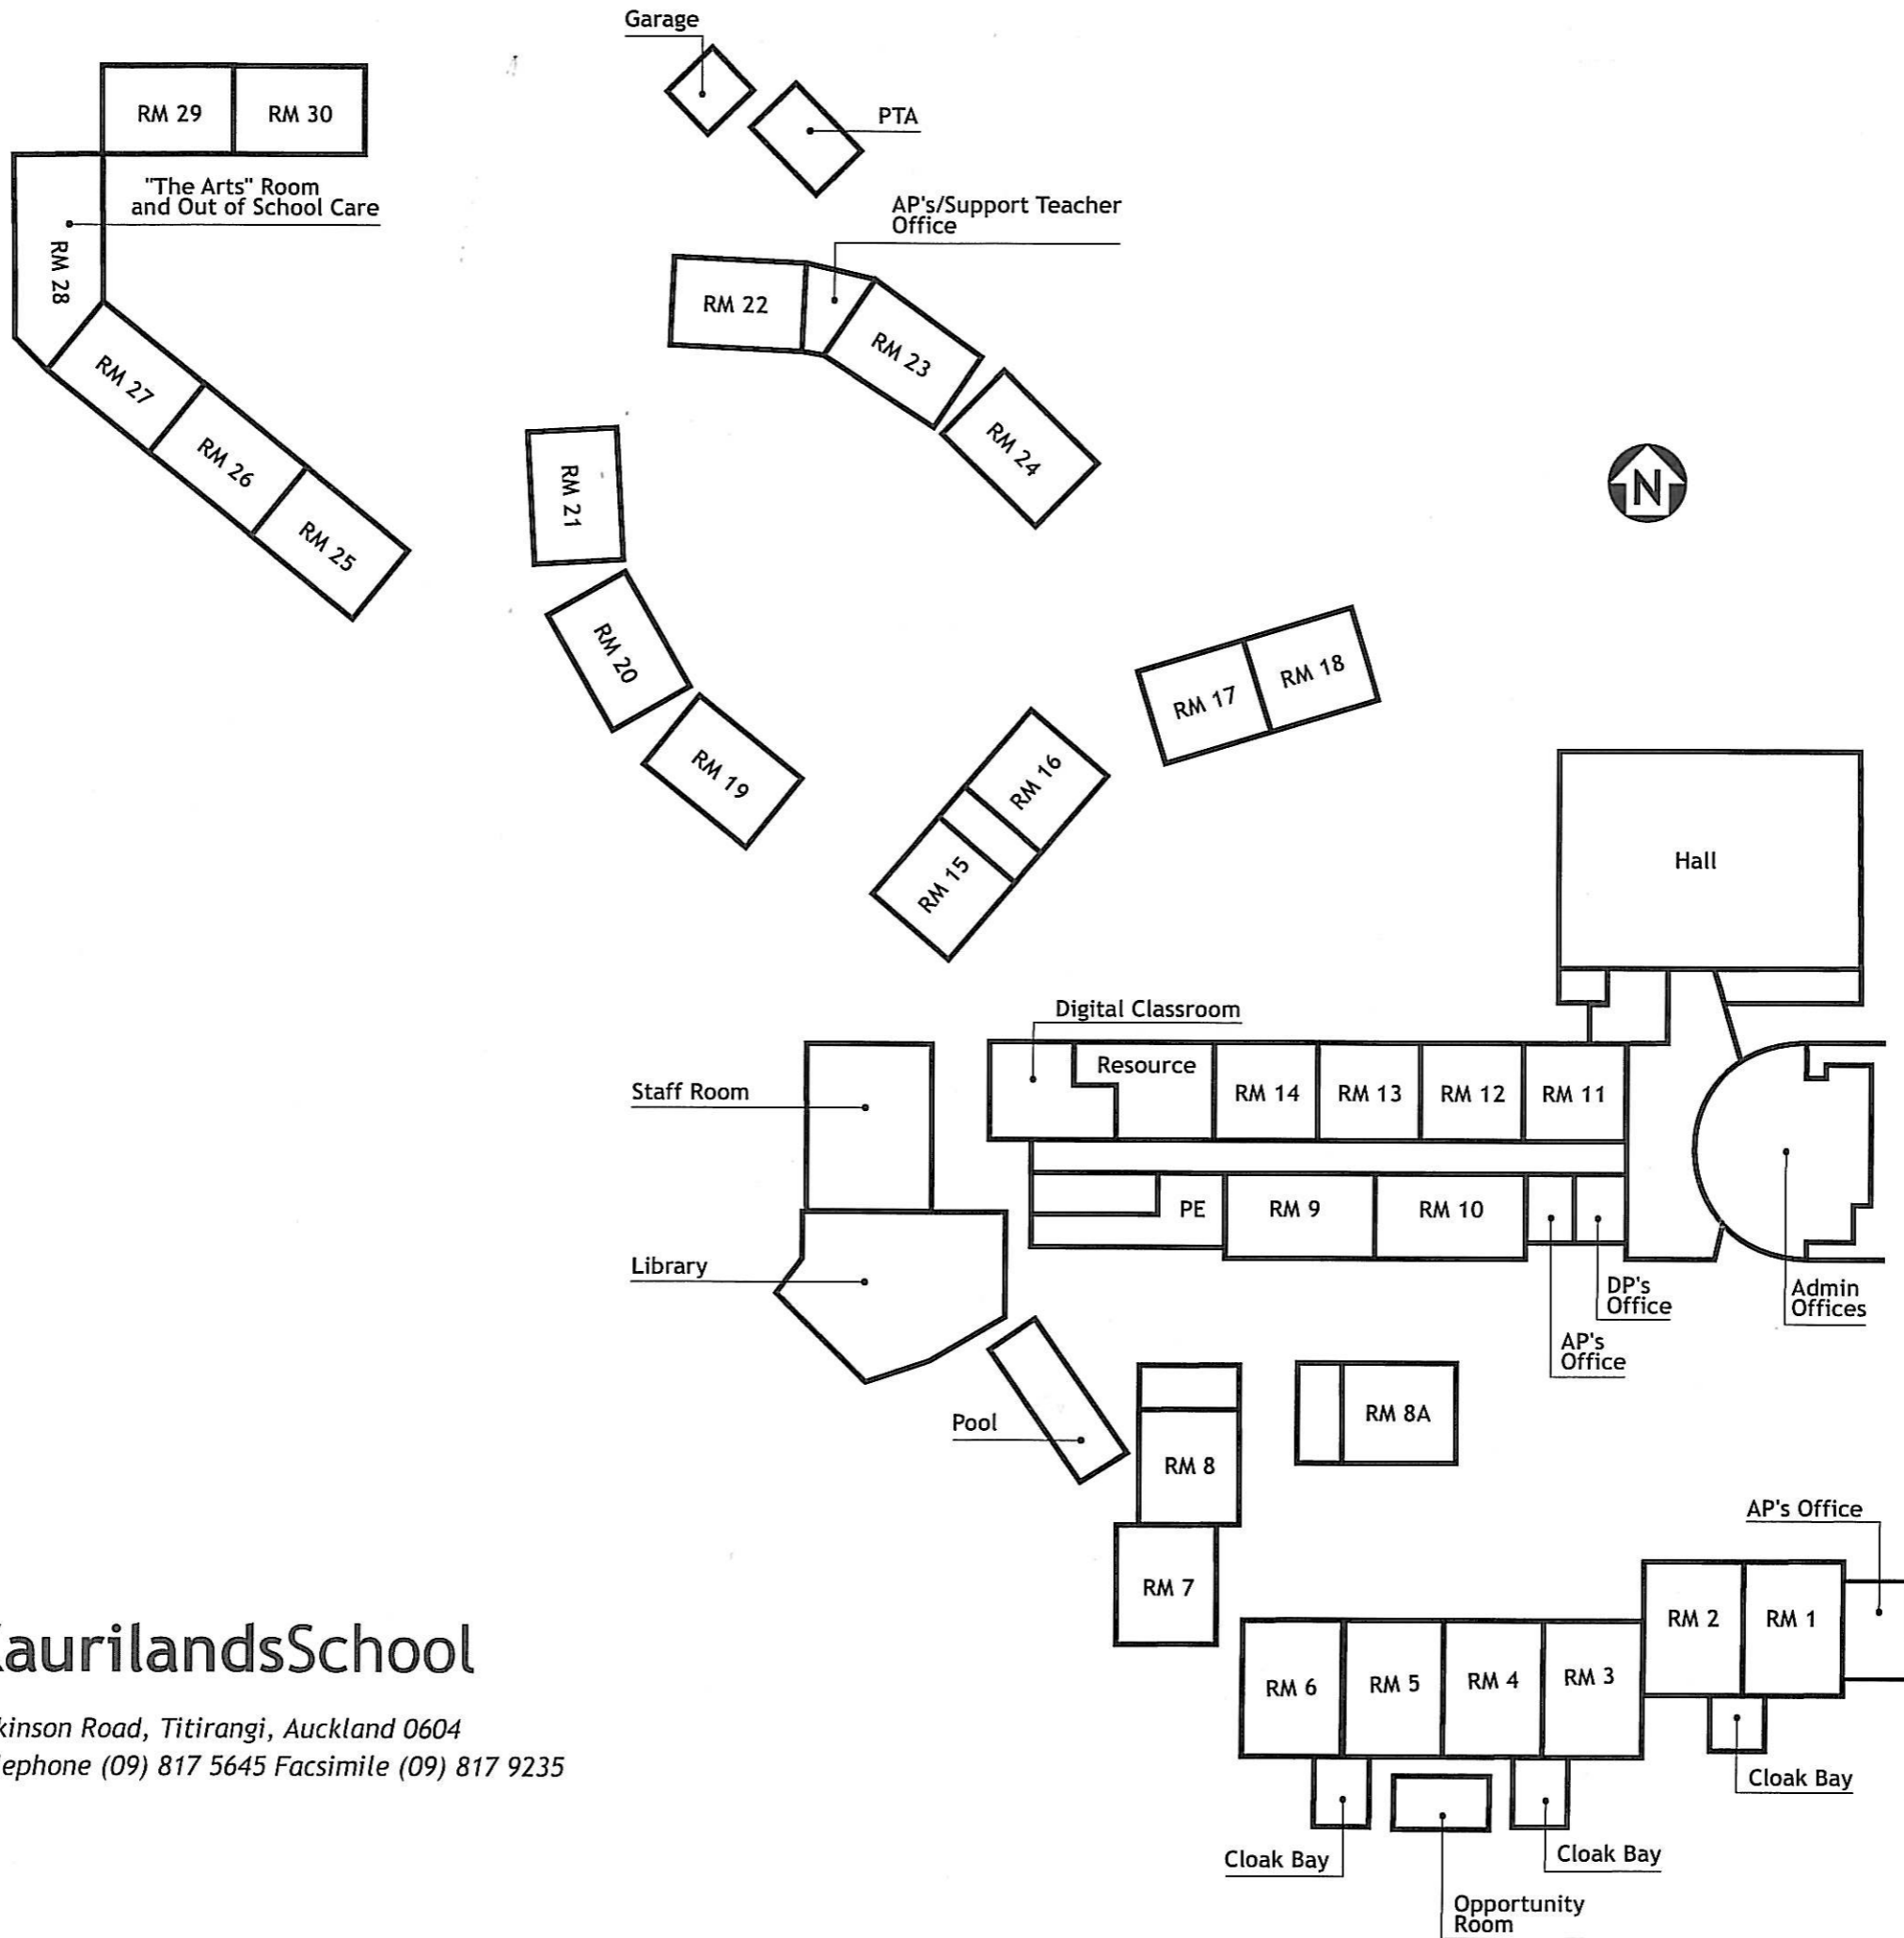 Garage
PTA
RM 29
RM 30
"The Arts" Room
and Out of School Care
RM 28
AP's/Support Teacher
Office
RM 22
RM 23
RM 24
RM 27
RM 26
RM 25
RM 21
RM 20
RM 19
N
RM 17
RM 18
RM 16
RM 15
Hall
Digital Classroom
Resource
RM 14
RM 13
RM 12
RM 11
Staff Room
PE
RM 9
RM 10
Library
DP's
Office
Admin
Offices
AP's
Office
Pool
RM 8
RM 8A
AP's Office
RM 7
RM 2
RM 1
RM 6
RM 5
RM 4
RM 3
aurilandsSchool
kinson Road, Titirangi, Auckland 0604
ephone (09) 817 5645 Facsimile (09) 817 9235
Cloak Bay
Cloak Bay
Cloak Bay
Opportunity
Room